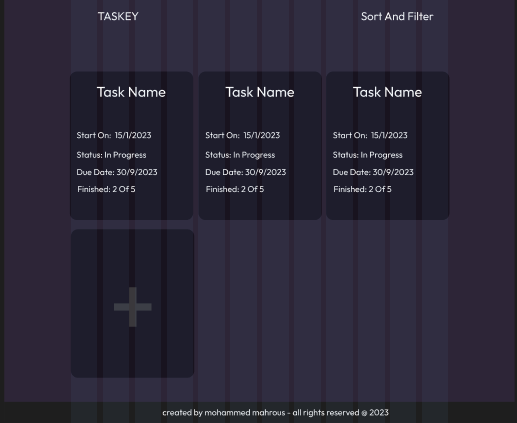 TASKEY
Sort And Filter
Task Name
Start On: 15/1/2023
Status: In Progress
Due Date: 30/9/2023
Finished: 2 Of 5
Task Name
Start On: 15/1/2023
Status: In Progress
Due Date: 30/9/2023
Finished: 2 Of 5
Task Name
Start On: 15/1/2023
Status: In Progress
Due Date: 30/9/2023
Finished: 2 Of 5
created by mohammed mahrous - all rights reserved @ 2023